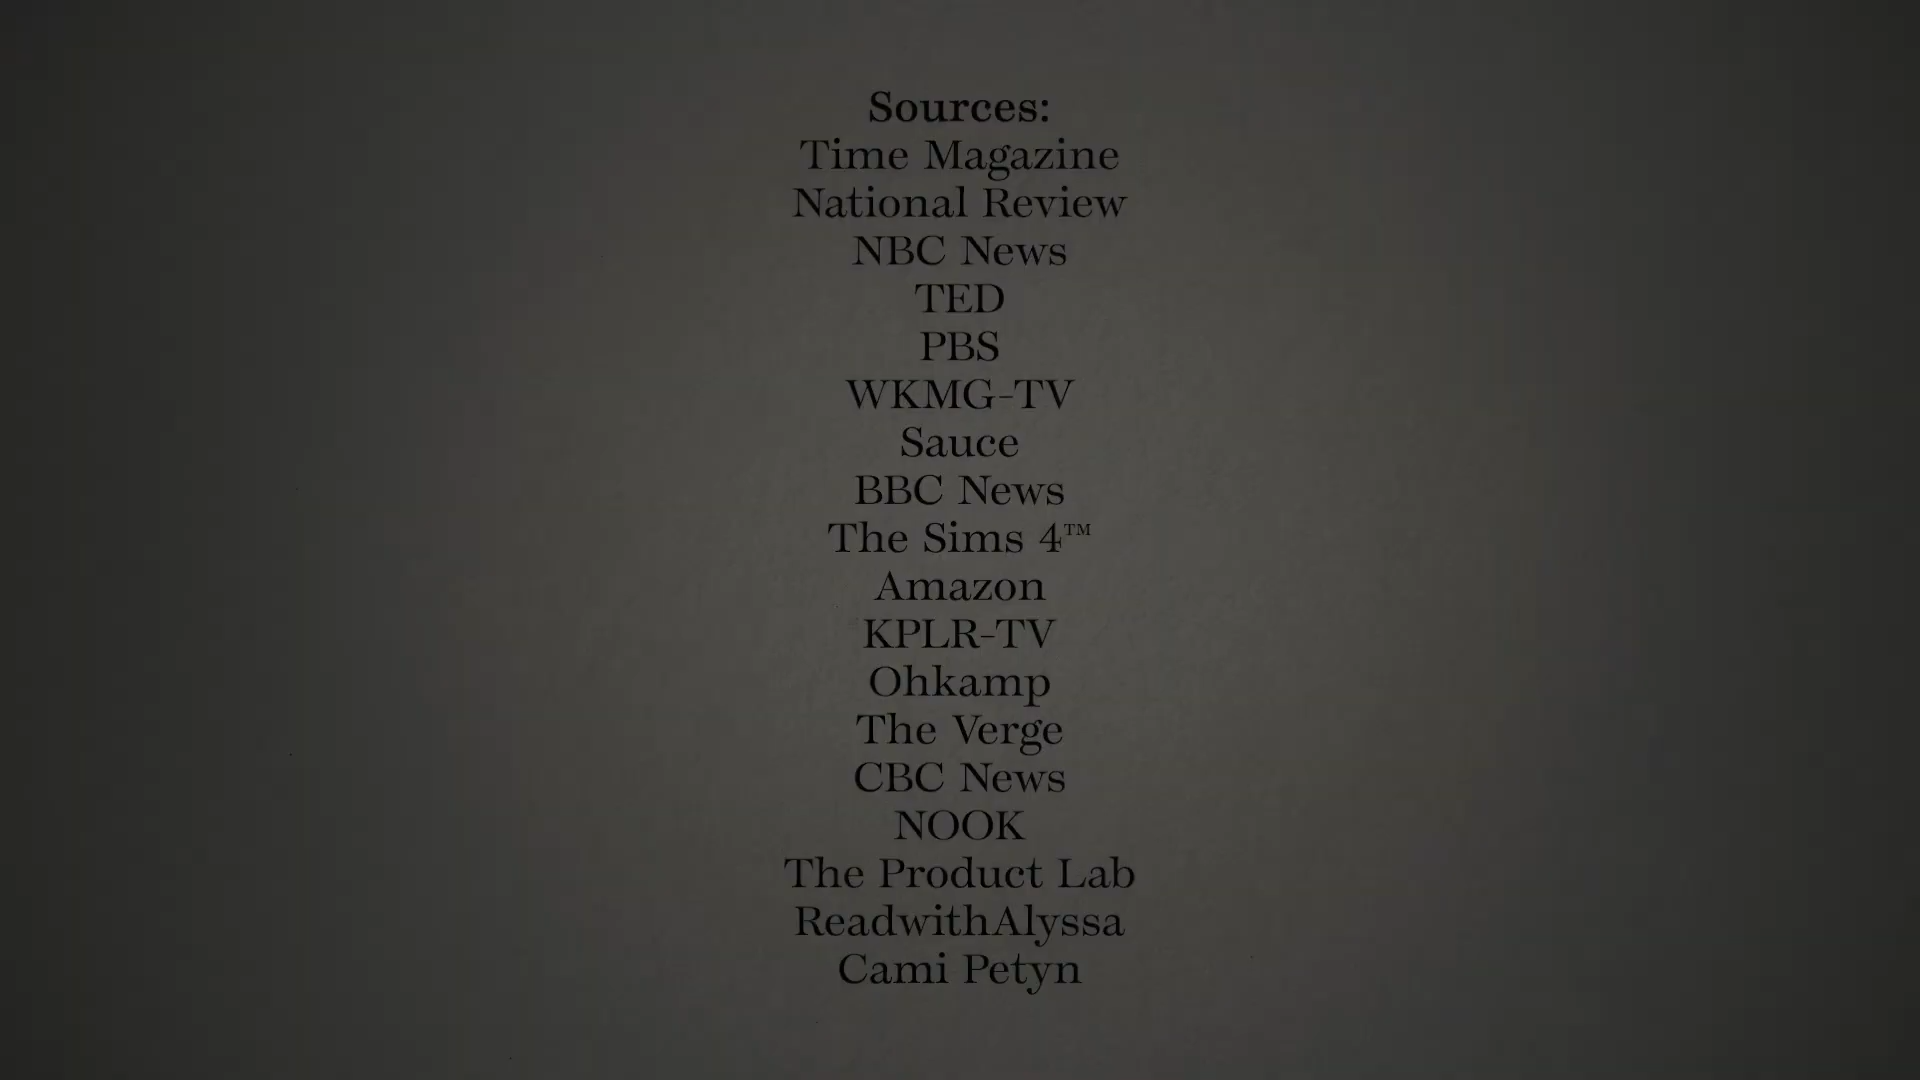 Sources:
Time Magazine
National Review
NBC News
TED
PBS
WKMG-TV
Sauce
BBC News
The Sims 4™
Amazon
KPLR-TV
Ohkamp
The Verge
CBC News
NOOK
The Product Lab
ReadwithAlyssa
Cami Petyn